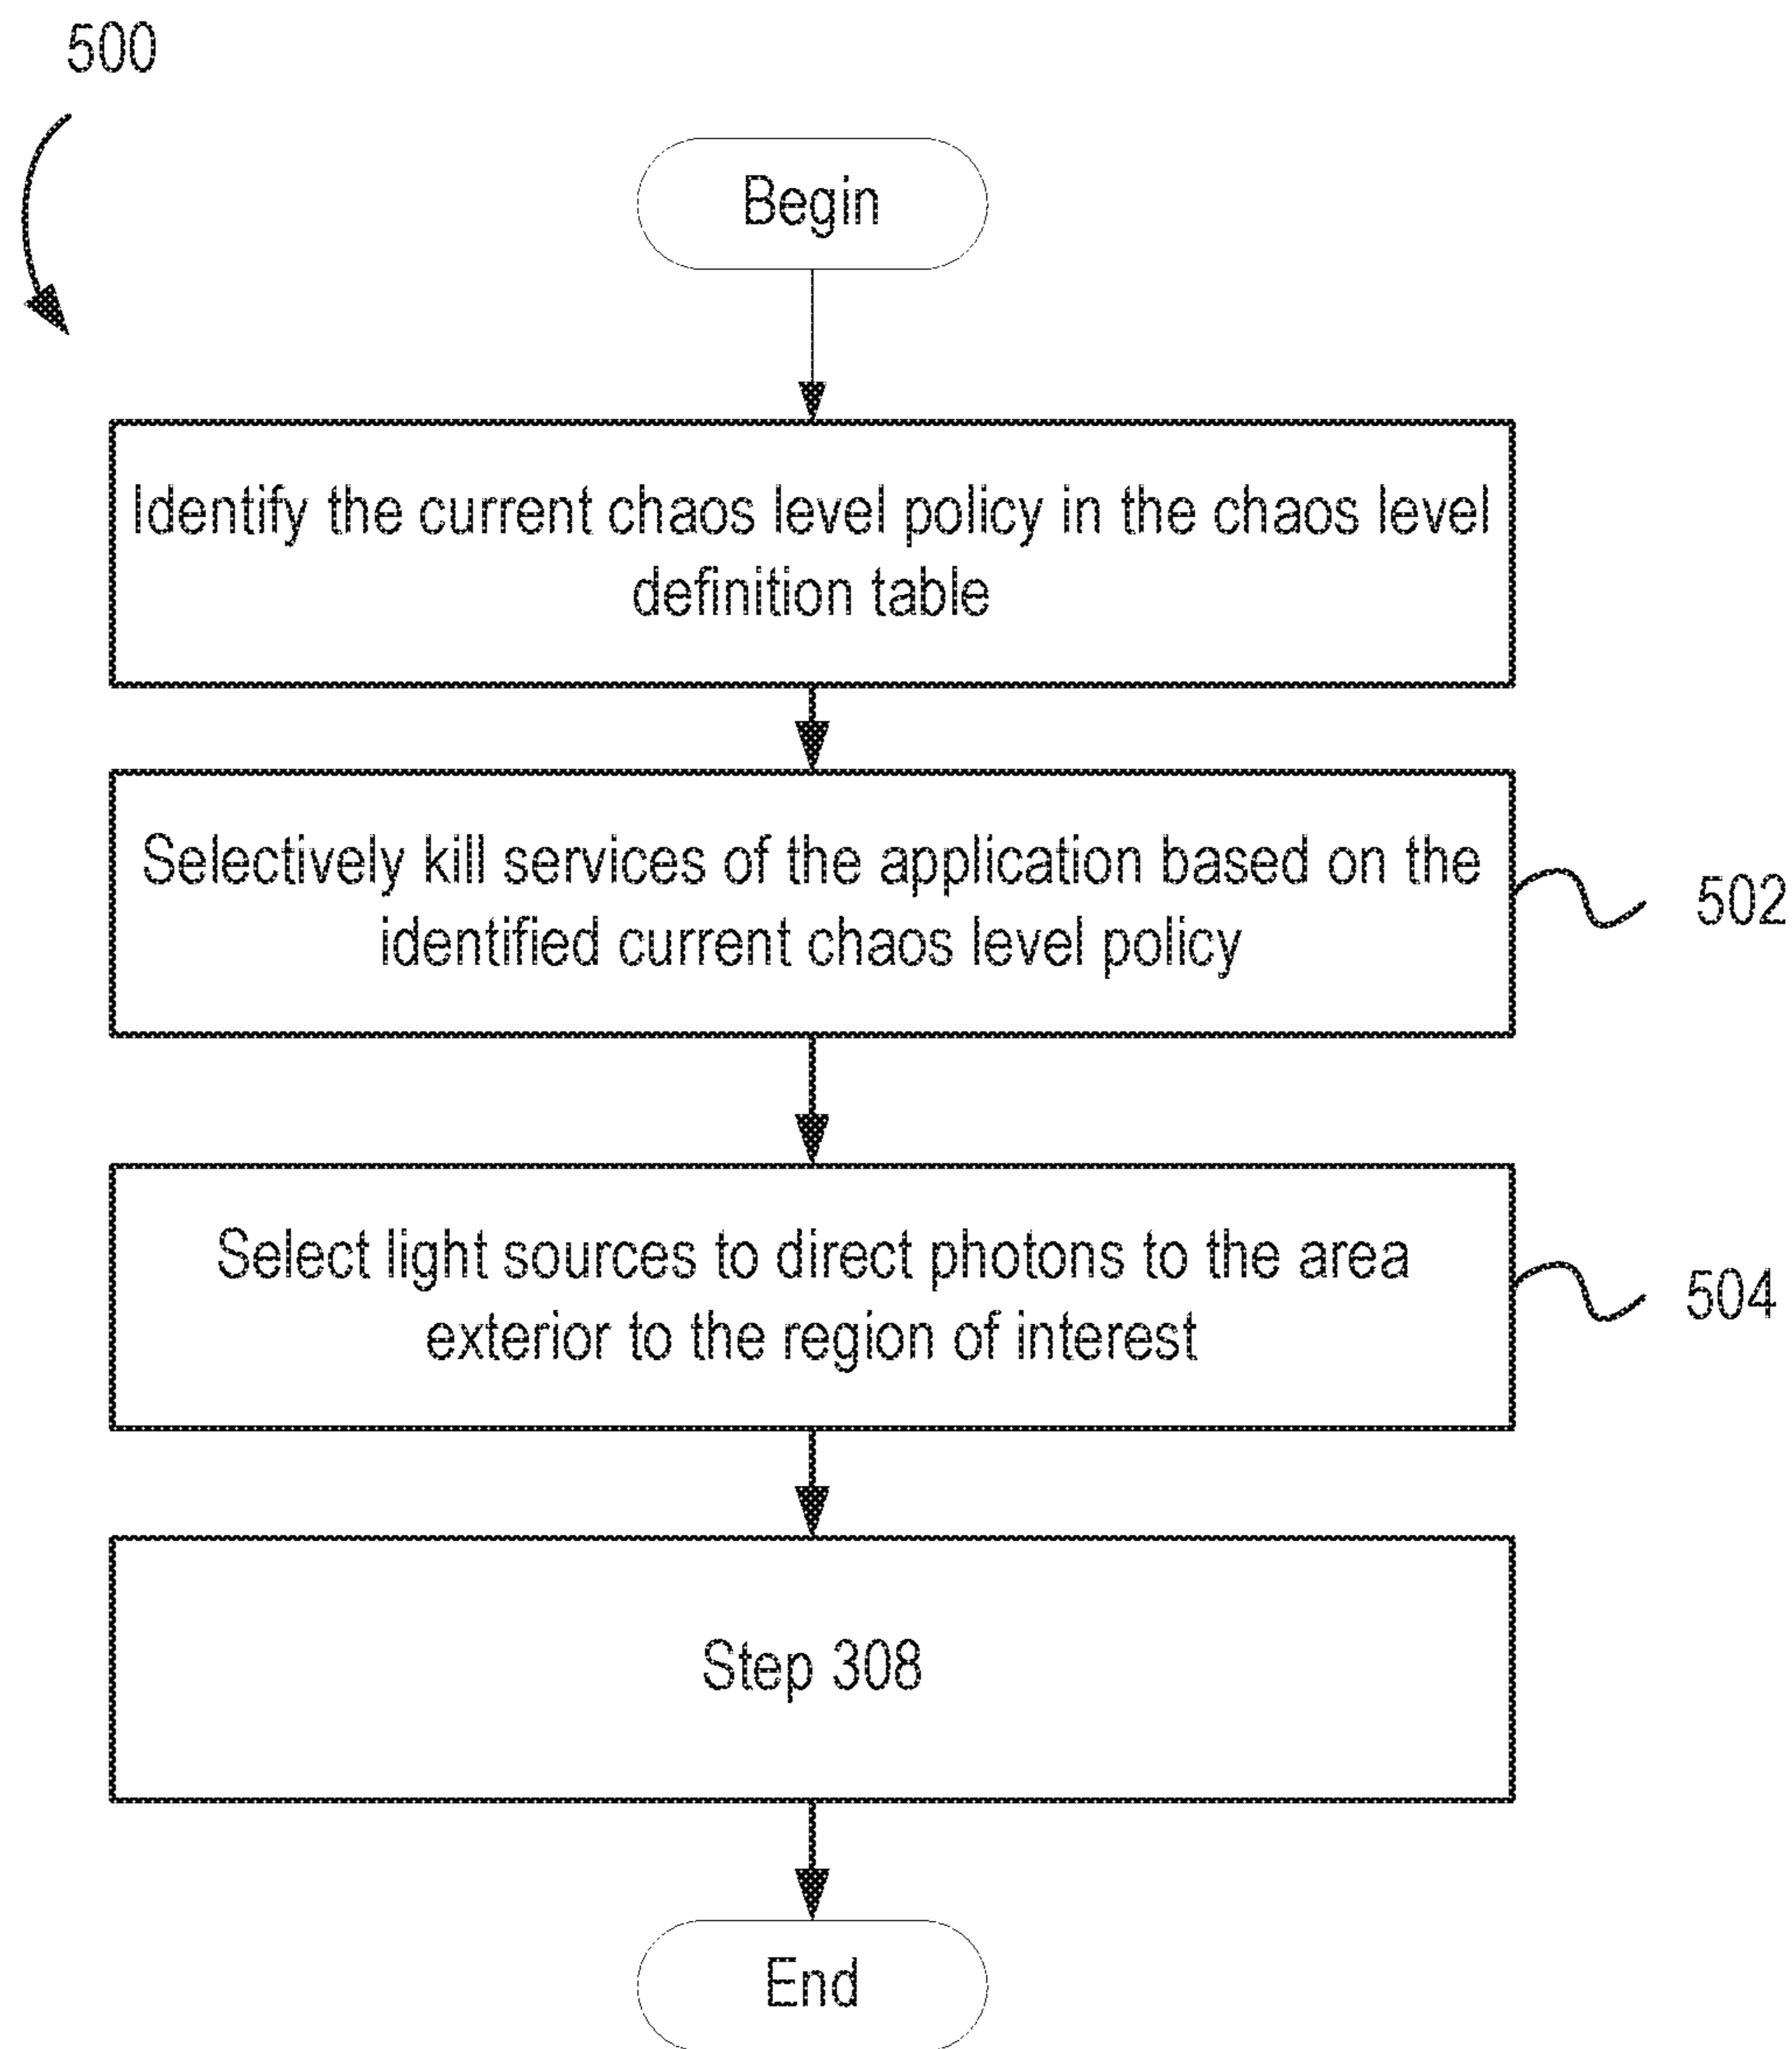 500
Begin
Identify the current chaos level policy in the chaos level
definition table
Selectively kill services of the application based on the
identified current chaos level policy
502
Select light sources to direct photons to the area
exterior to the region of interest
504
Step 308
End